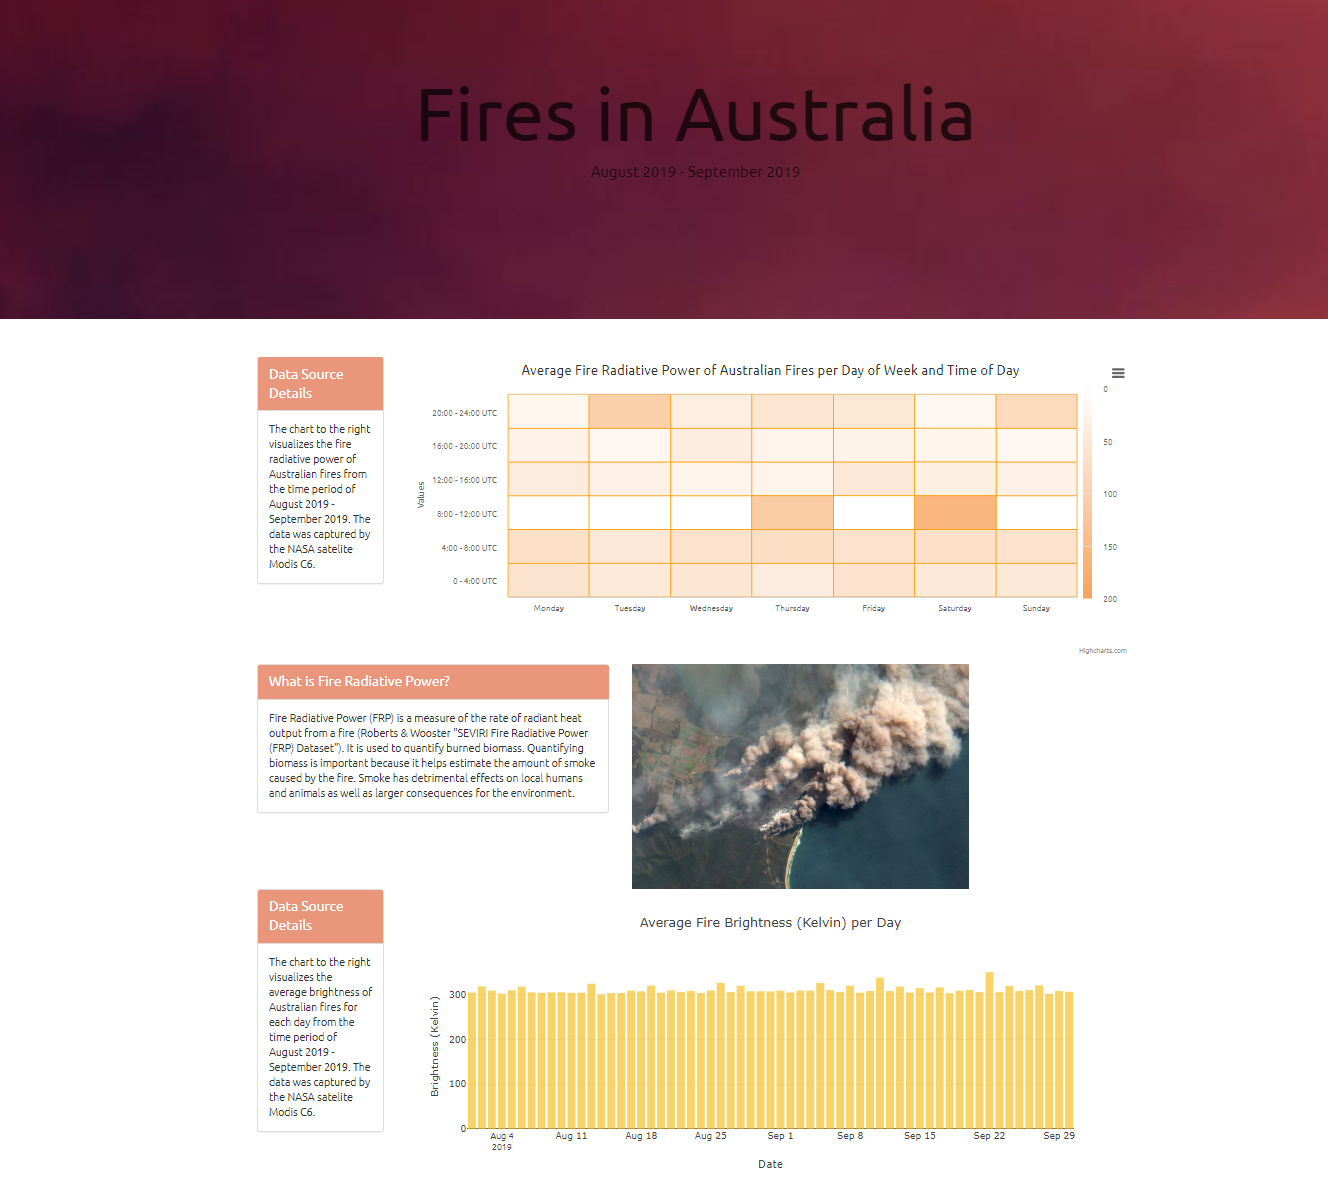 Fires in Australia
August 2019 - September 2019
Data Source
Details
The chart to the right
visualizes the fire
radiative power of
Australian fires from
the time period of
August 2019 -
September 2019. The
data was captured by
the NASA satelite
Modis C6.
Average Fire Radiative Power of Australian Fires per Day of Week and Time of Day
Values
20:00 - 24:00 UTC
16:00 - 20:00 UTC
12:00 - 16:00 UTC
8:00 - 12:00 UTC
4:00 - 8:00 UTC
0 - 4:00 UTC
Monday Tuesday Wednesday Thursday Friday Saturday Sunday
0
50
100
150
200
Highcharts.com
What is Fire Radiative Power?
Fire Radiative Power (FRP) is a measure of the rate of radiant heat
output from a fire (Roberts & Wooster "SEVIRI Fire Radiative Power
(FRP) Dataset"). It is used to quantify burned biomass. Quantifying
biomass is important because it helps estimate the amount of smoke
caused by the fire. Smoke has detrimental effects on local humans
and animals as well as larger consequences for the environment.
Data Source
Details
The chart to the right
visualizes the
average brightness of
Australian fires for
each day from the
time period of
August 2019 -
September 2019. The
data was captured by
the NASA satelite
Modis C6.
Average Fire Brightness (Kelvin) per Day
Brightness (Kelvin)
300
200
100
0
Aug 4 Aug 11 Aug 18 Aug 25 Sep 1 Sep 8 Sep 15 Sep 22 Sep 29
2019
Date